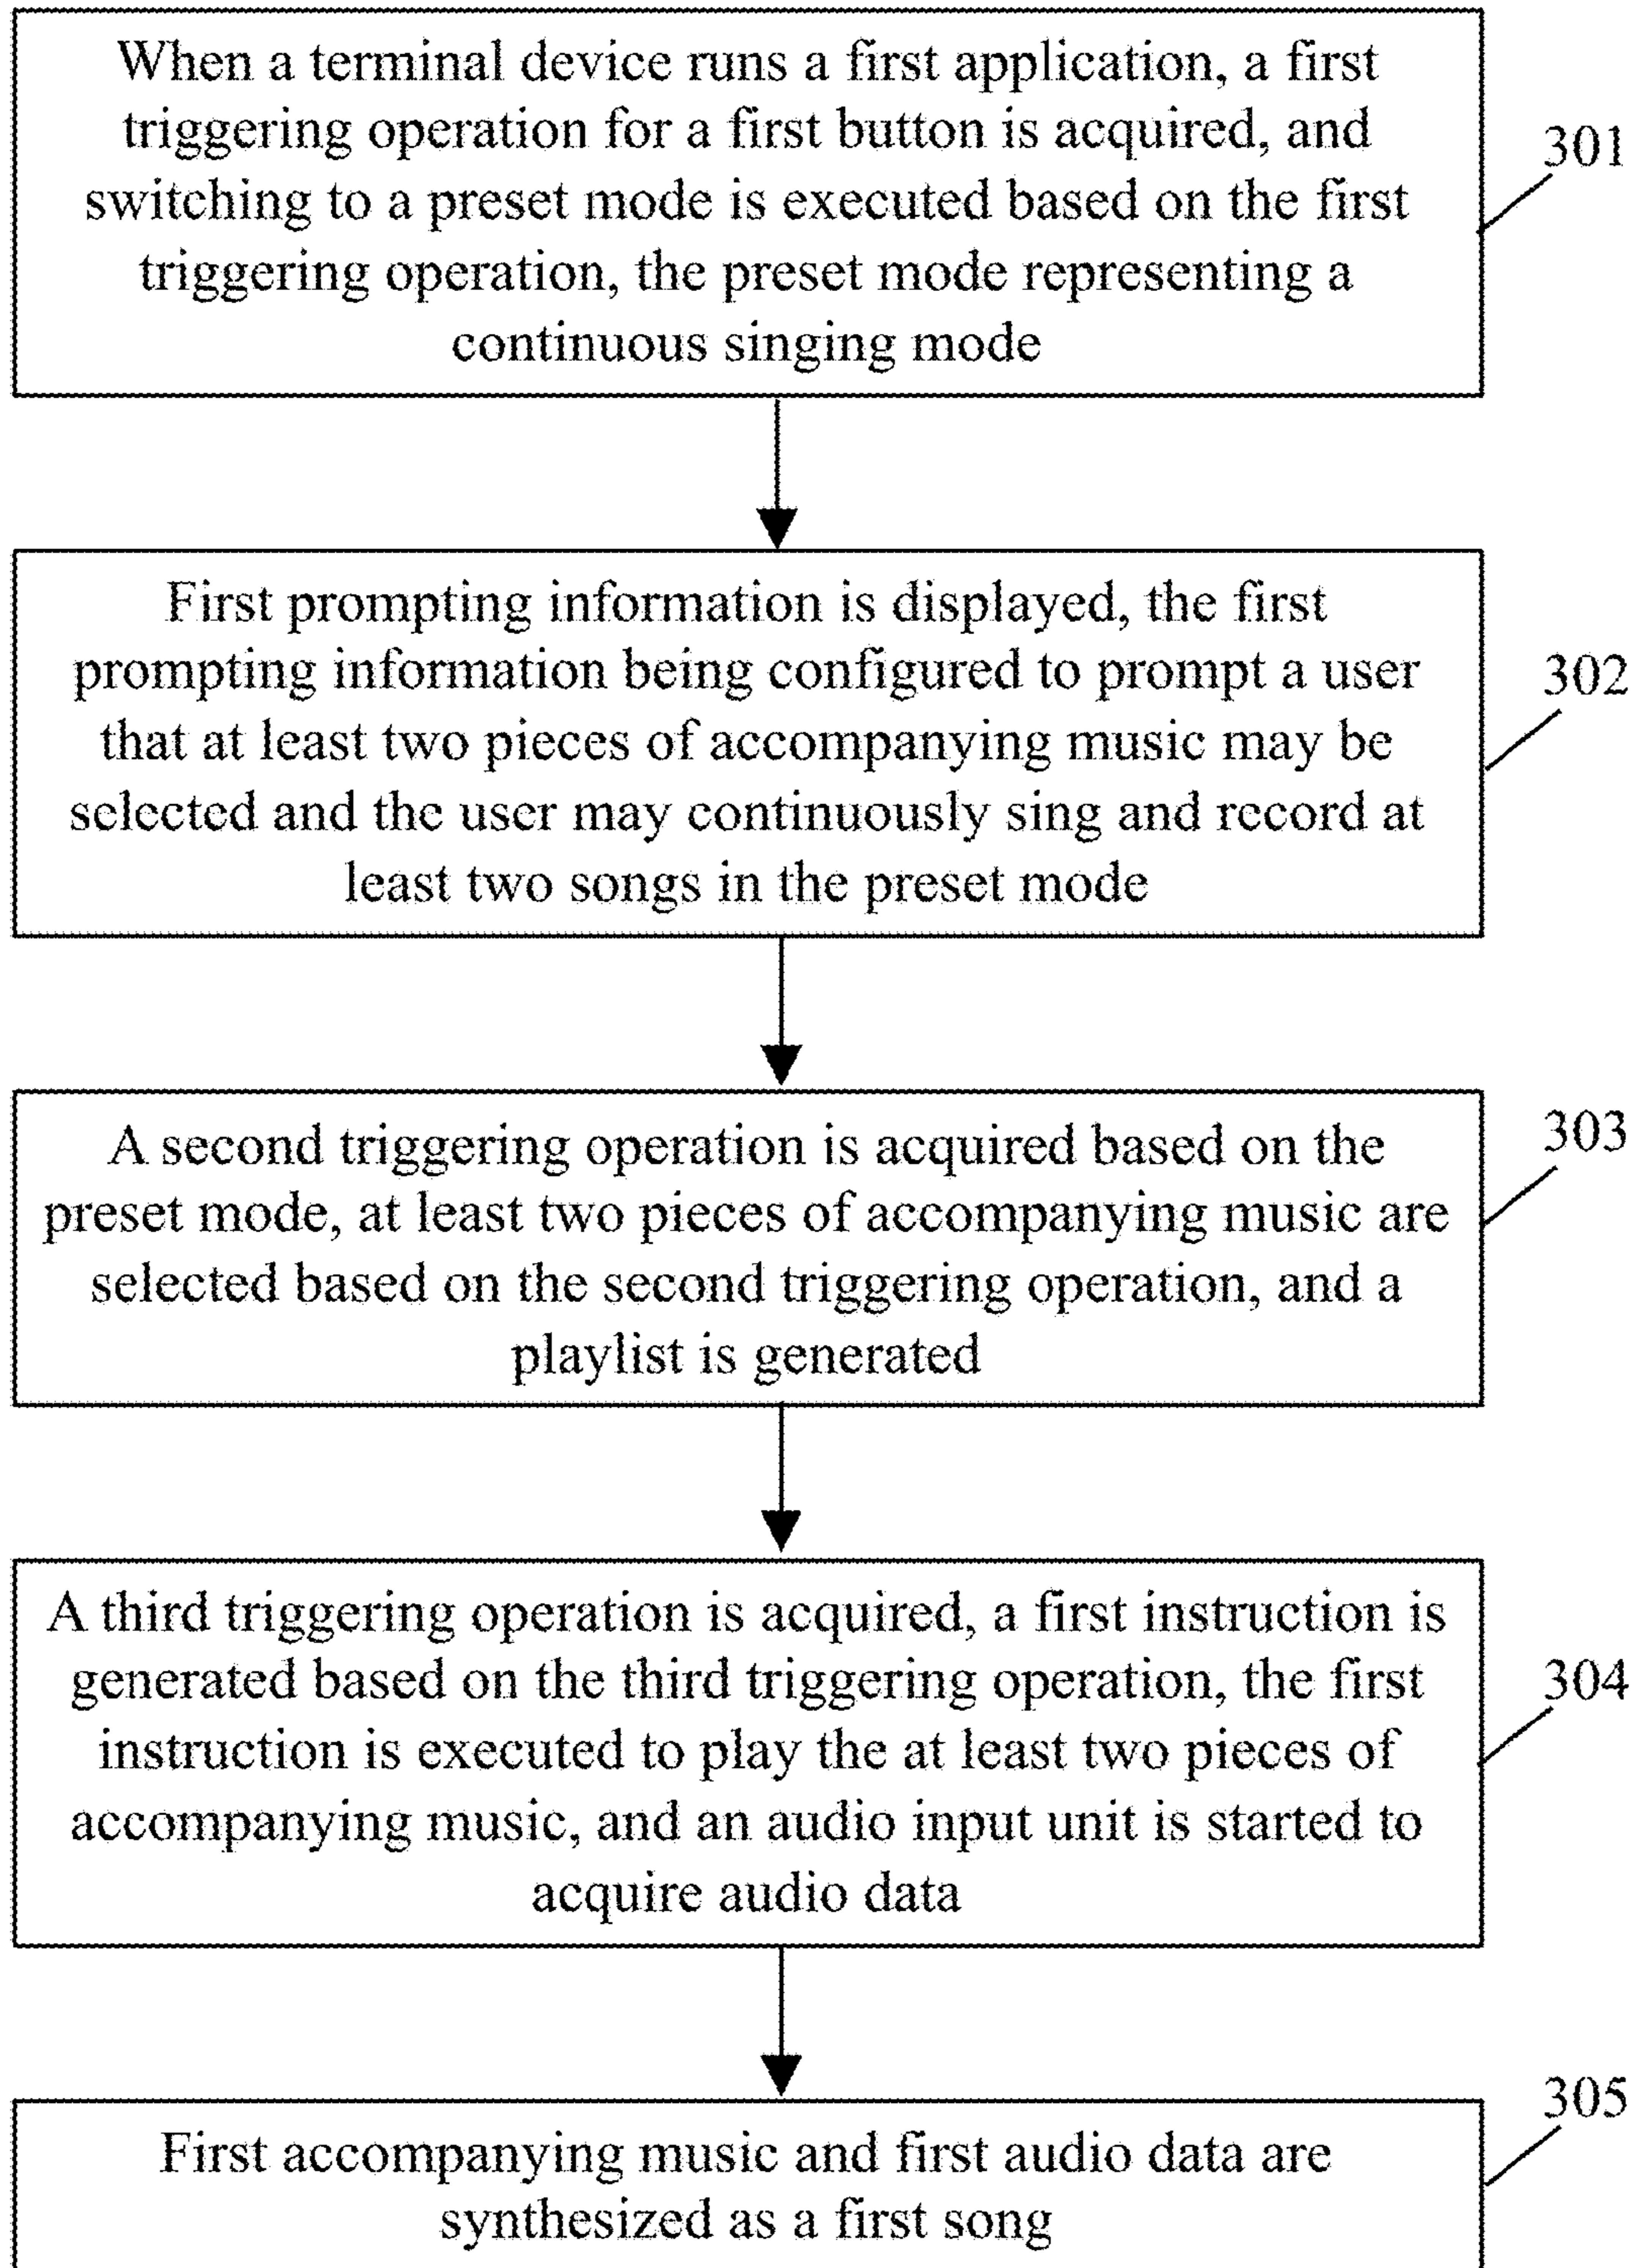 When a terminal device runs a first application, a first
triggering operation for a first button is acquired, and
switching to a preset mode is executed based on the first
triggering operation, the preset mode representing a
continuous singing mode
301
First prompting information is displayed, the first
prompting information being configured to prompt a user
that at least two pieces of accompanying music may be
selected and the user may continuously sing and record at
least two songs in the preset mode
302
A second triggering operation is acquired based on the
preset mode, at least two pieces of accompanying music are
selected based on the second triggering operation, and a
playlist is generated
303
A third triggering operation is acquired, a first instruction is
generated based on the third triggering operation, the first
instruction is executed to play the at least two pieces of
accompanying music, and an audio input unit is started to
acquire audio data
304
First accompanying music and first audio data are
synthesized as a first song
305